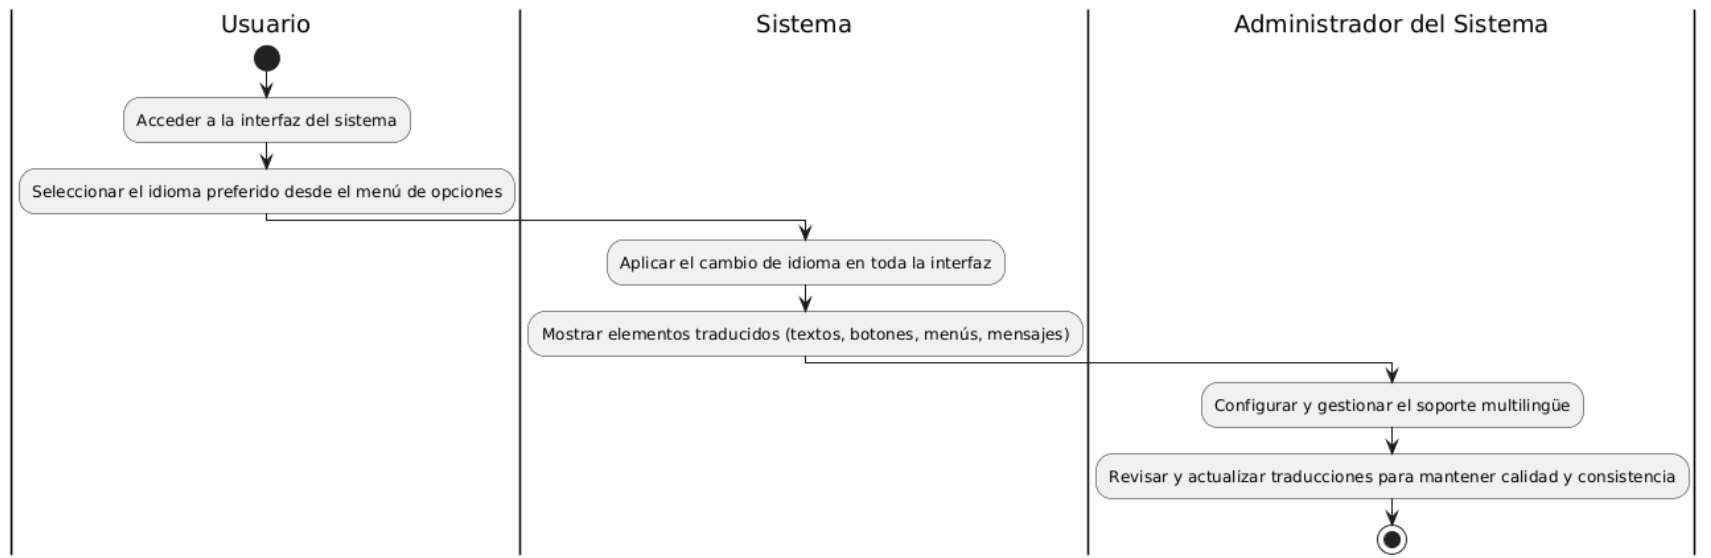 Usuario
Sistema
Administrador del Sistema
Acceder a la interfaz del sistema
Seleccionar el idioma preferido desde el menú de opciones
Aplicar el cambio de idioma en toda la interfaz
Mostrar elementos traducidos (textos, botones, menús, mensajes)
Configurar y gestionar el soporte multilingüe
Revisar y actualizar traducciones para mantener calidad y consistencia